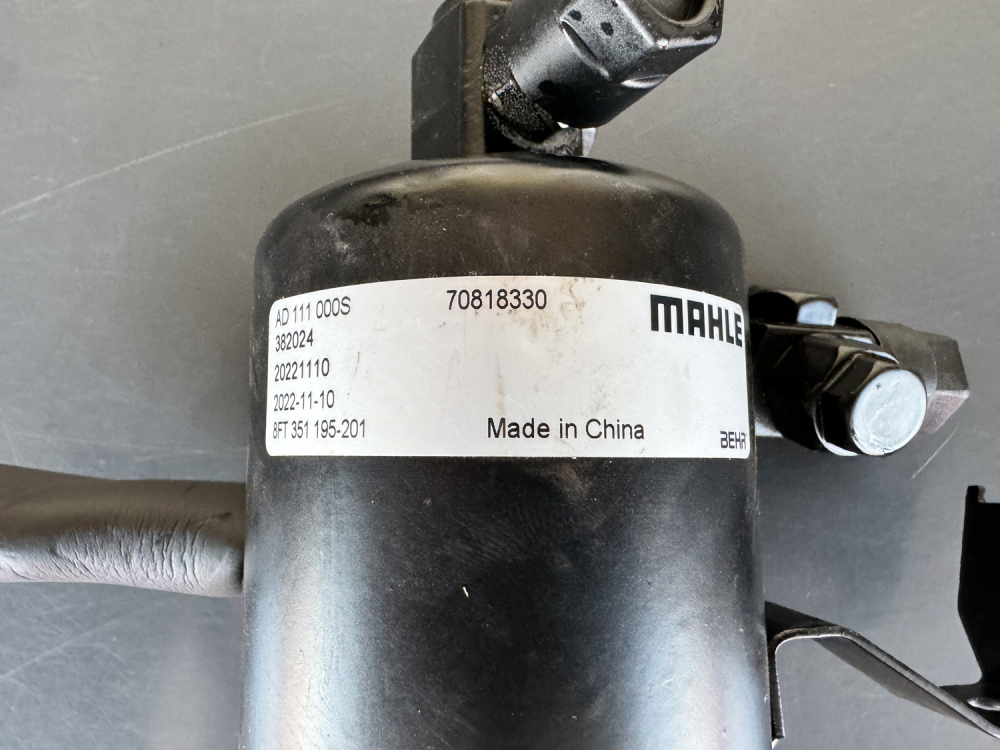 AD 111 000S
70818330
MAHLE
382024
20221110
2022-11-10
8FT 351 195-201
Made in China
BEHR